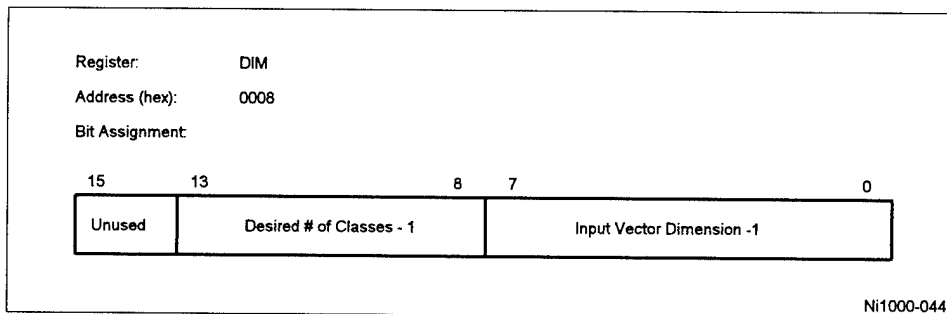 Register: DIM
Address (hex): 0008
Bit Assignment:
15 13 8 7 0
Unused Desired # of Classes - 1 Input Vector Dimension -1
Ni1000-044